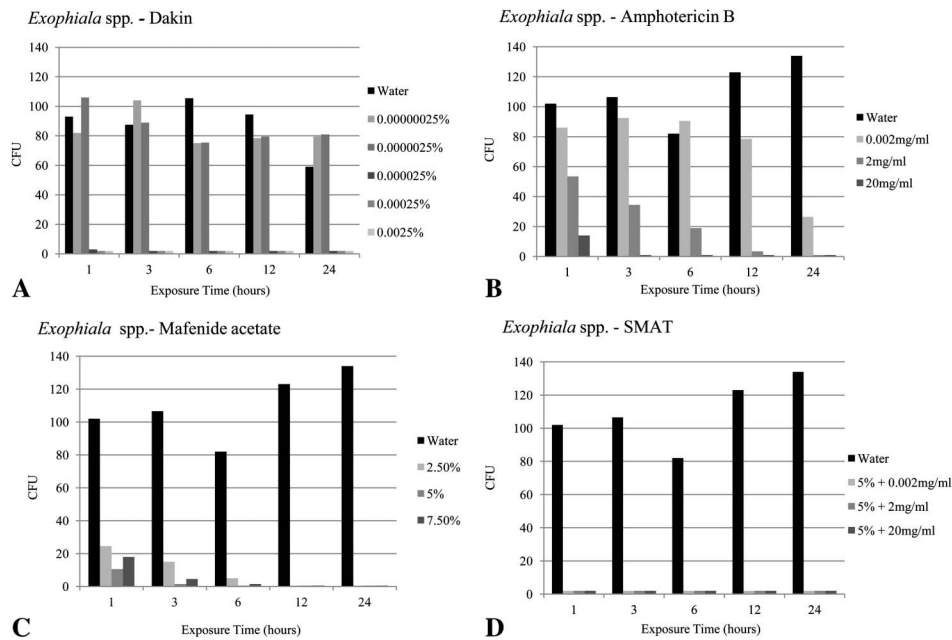 Exophiala spp. - Dakin
140
120
100
80
60
40
20
0
CFU
1 3 6 12 24
Exposure Time (hours)
Water
0.00000025%
0.0000025%
0.000025%
0.00025%
0.0025%
A
Exophiala spp. - Amphotericin B
140
120
100
80
60
40
20
0
CFU
1 3 6 12 24
Exposure Time (hours)
Water
0.002mg/ml
2mg/ml
20mg/ml
B
Exophiala spp.- Mafenide acetate
140
120
100
80
60
40
20
0
CFU
1 3 6 12 24
Exposure Time (hours)
Water
2.50%
5%
7.50%
C
Exophiala spp. - SMAT
140
120
100
80
60
40
20
0
CFU
1 3 6 12 24
Exposure Time (hours)
Water
5% + 0.002mg/ml
5% + 2mg/ml
5% + 20mg/ml
D